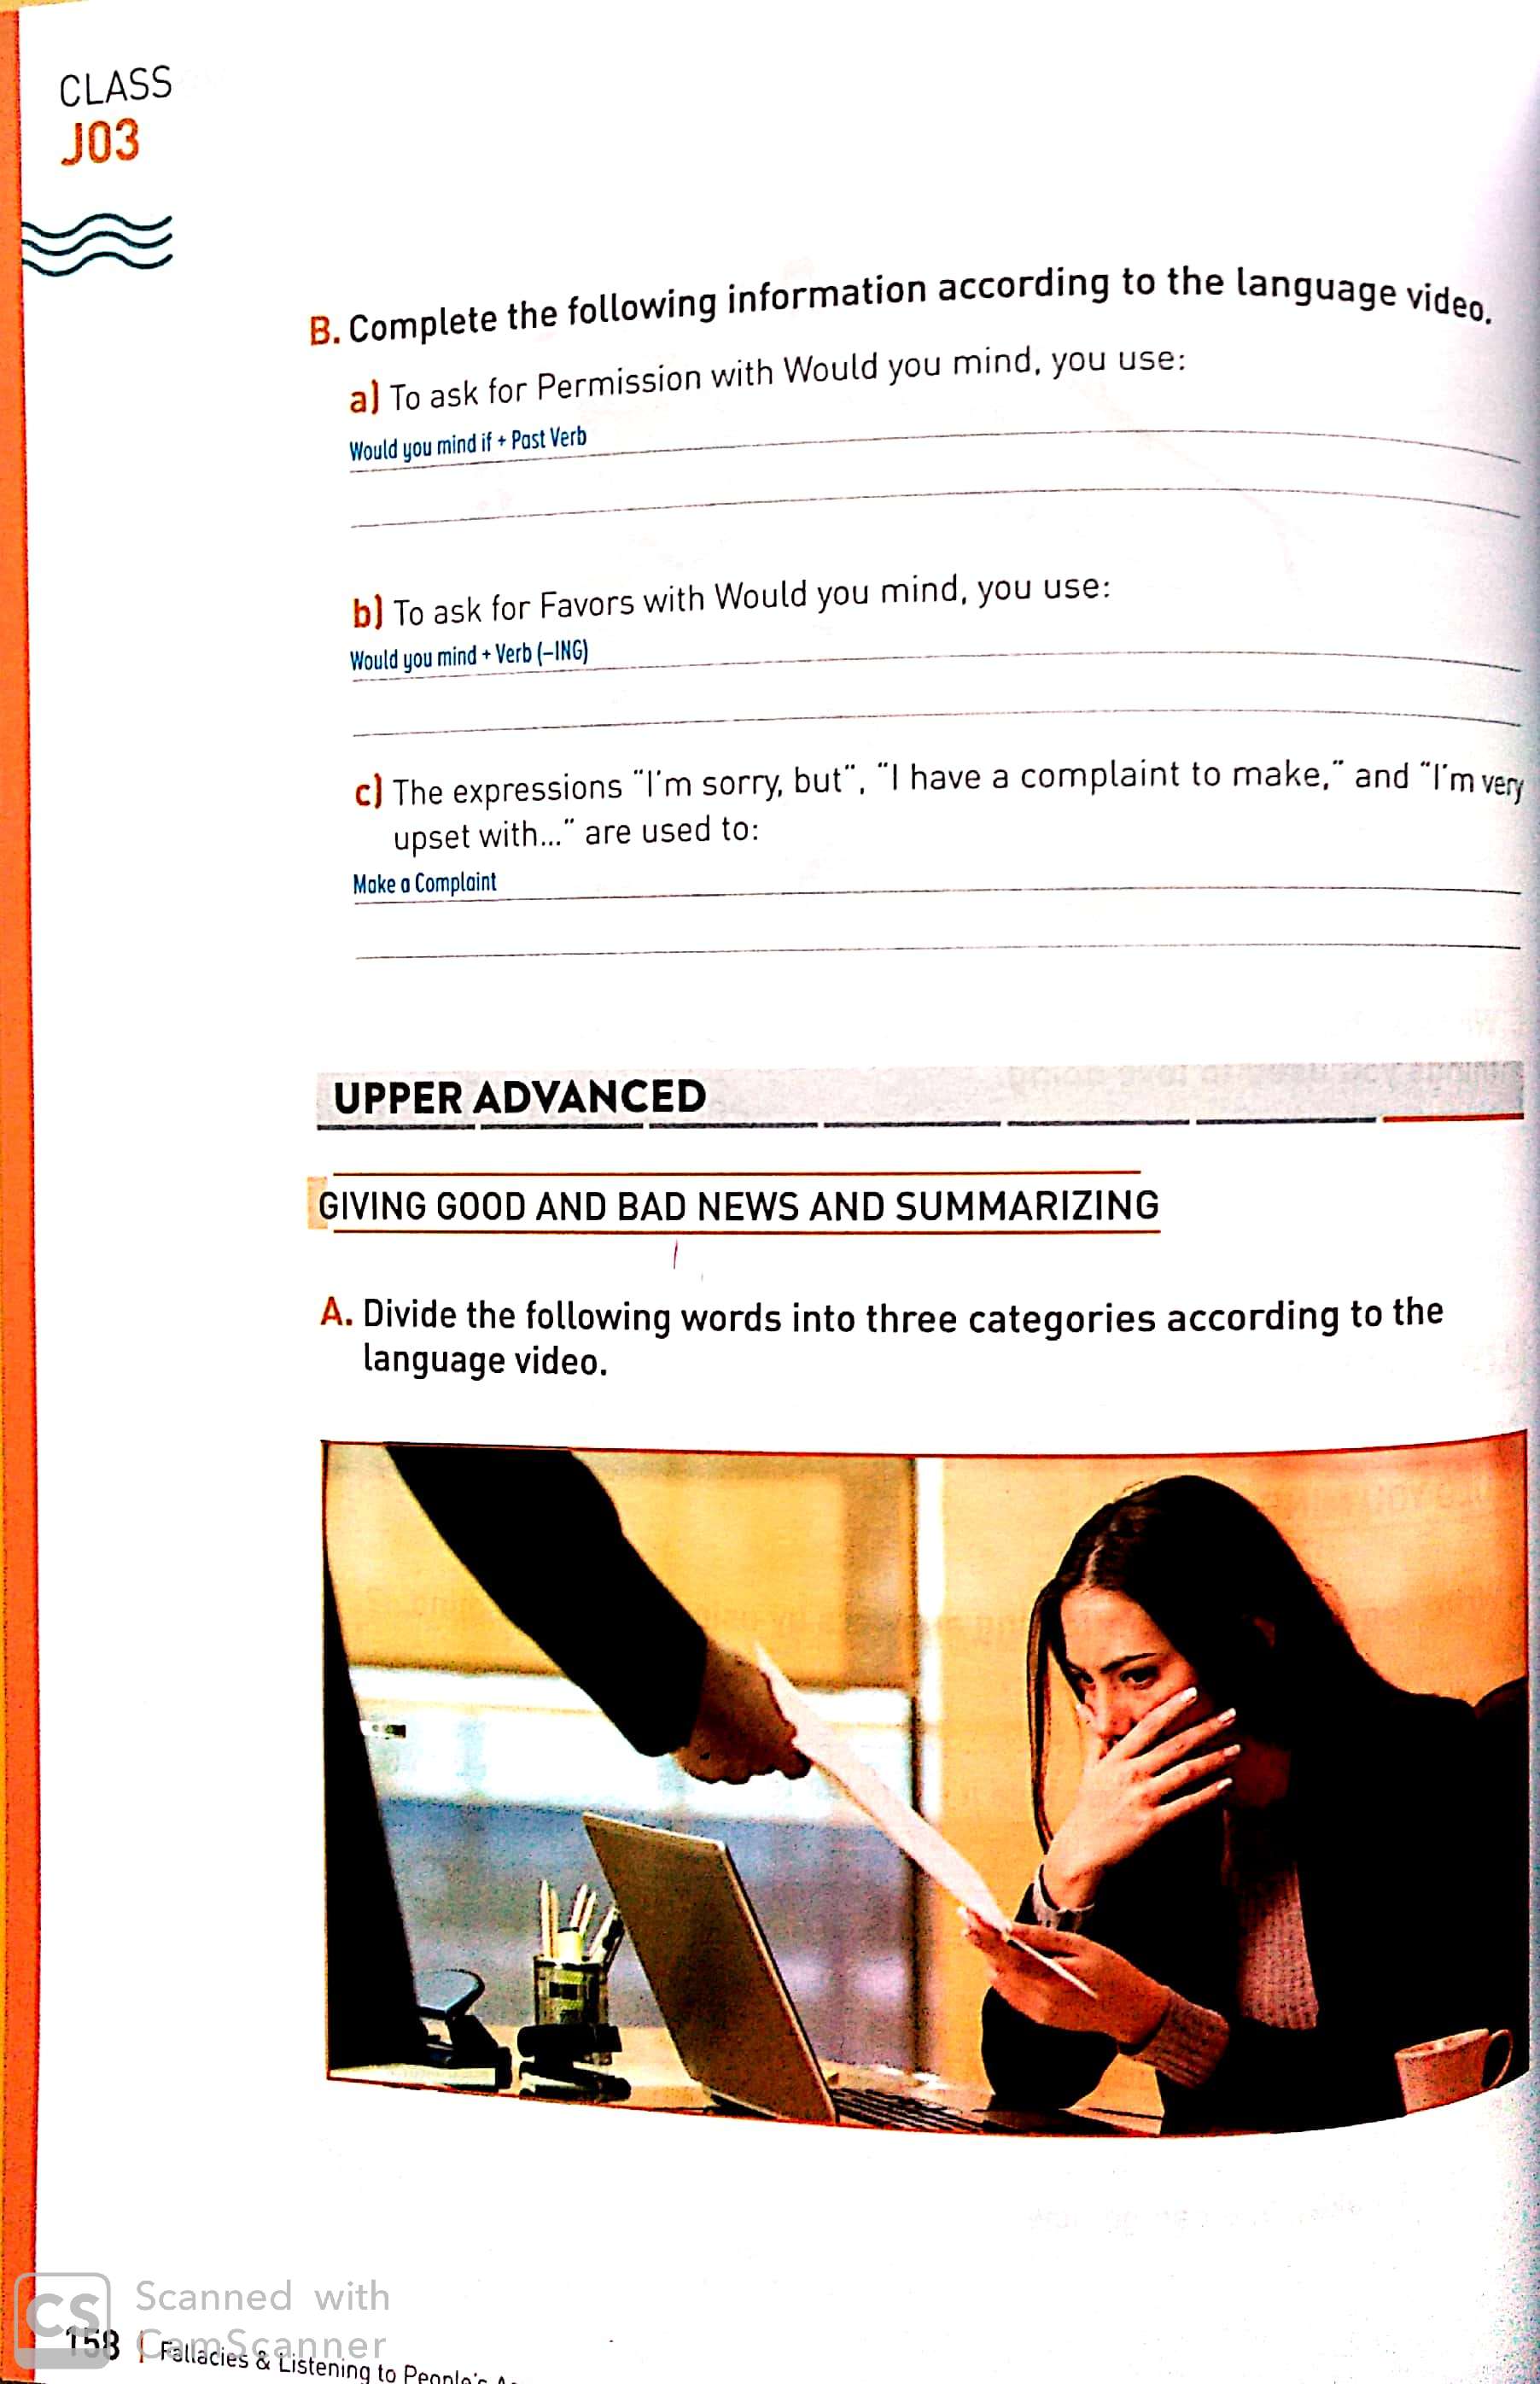 CLASS
J03
B. Complete the following information according to the language video.
a) To ask for Permission with Would you mind, you use:
Would you mind if + Past Verb
b) To ask for Favors with Would you mind, you use:
Would you mind + Verb (-ING)
c) The expressions "I'm sorry, but", "I have a complaint to make," and "I'm very
upset with..." are used to:
Make a Complaint
UPPER ADVANCED
GIVING GOOD AND BAD NEWS AND SUMMARIZING
A. Divide the following words into three categories according to the
language video.
CS Scanned with
CamScanner
158 | Fallacies & Listening to People's